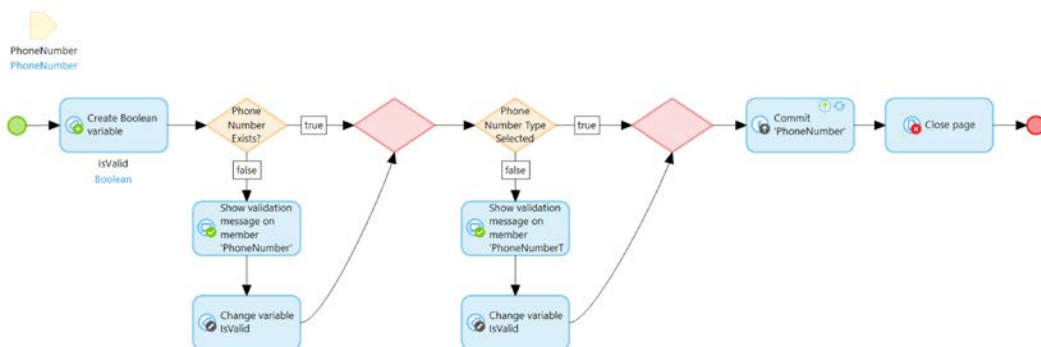 PhoneNumber
PhoneNumber
Create Boolean
variable
IsValid
Boolean
Phone
Number
Exists?
true
false
Show validation
message on
member
'PhoneNumber'
Change variable
IsValid
Phone
Number Type
Selected
true
false
Show validation
message on
member
'PhoneNumberT
Change variable
IsValid
Commit
'PhoneNumber'
Close page